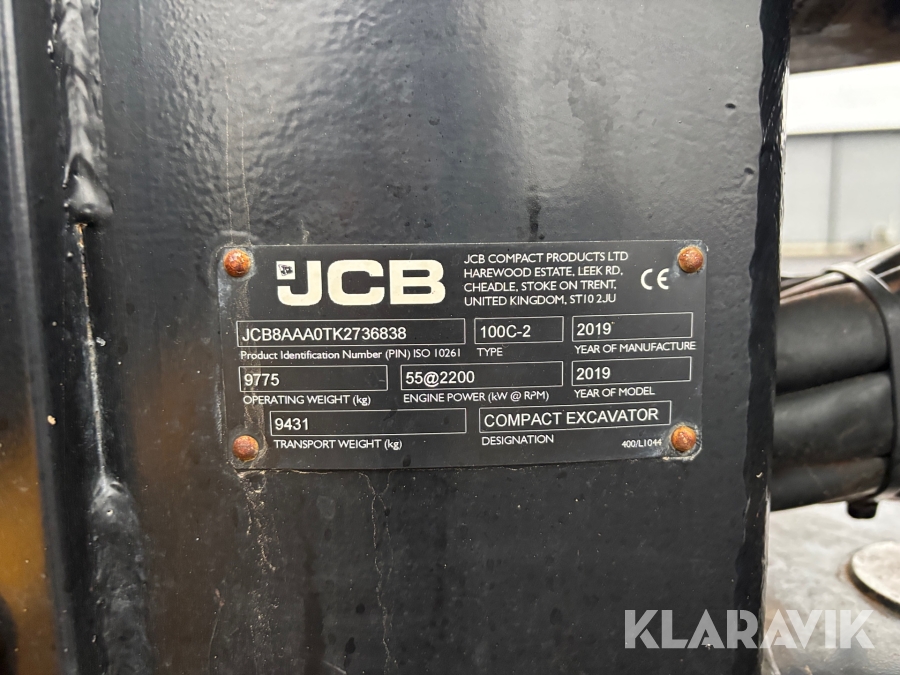 JCB
JCB COMPACT PRODUCTS LTD
HAREWOOD ESTATE, LEEK RD,
CHEADLE, STOKE ON TRENT,
UNITED KINGDOM, ST10 2JU
CE
JCB8AAA0TK2736838
100C-2
2019
Product Identification Number (PIN) ISO 10261
TYPE
YEAR OF MANUFACTURE
9775
55@2200
2019
OPERATING WEIGHT (kg)
ENGINE POWER (kW @ RPM)
YEAR OF MODEL
9431
COMPACT EXCAVATOR
TRANSPORT WEIGHT (kg)
DESIGNATION
400/L1044
KLARAVIK